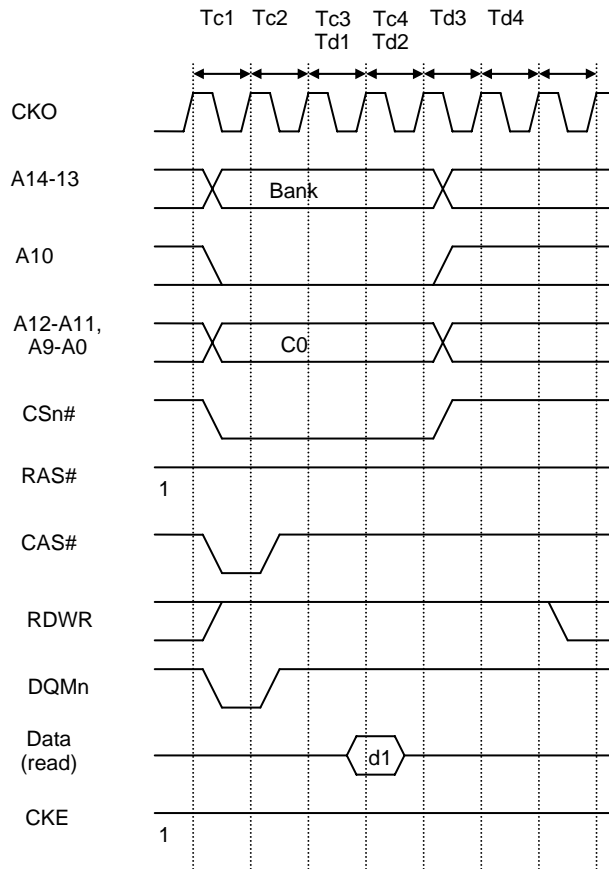 Tc1 Tc2 Tc3 Tc4 Td3 Td4
Td1 Td2
CKO
A14-13
Bank
A10
A12-A11,
A9-A0
C0
CSn#
RAS#
1
CAS#
RDWR
DQMn
Data
(read)
d1
CKE
1